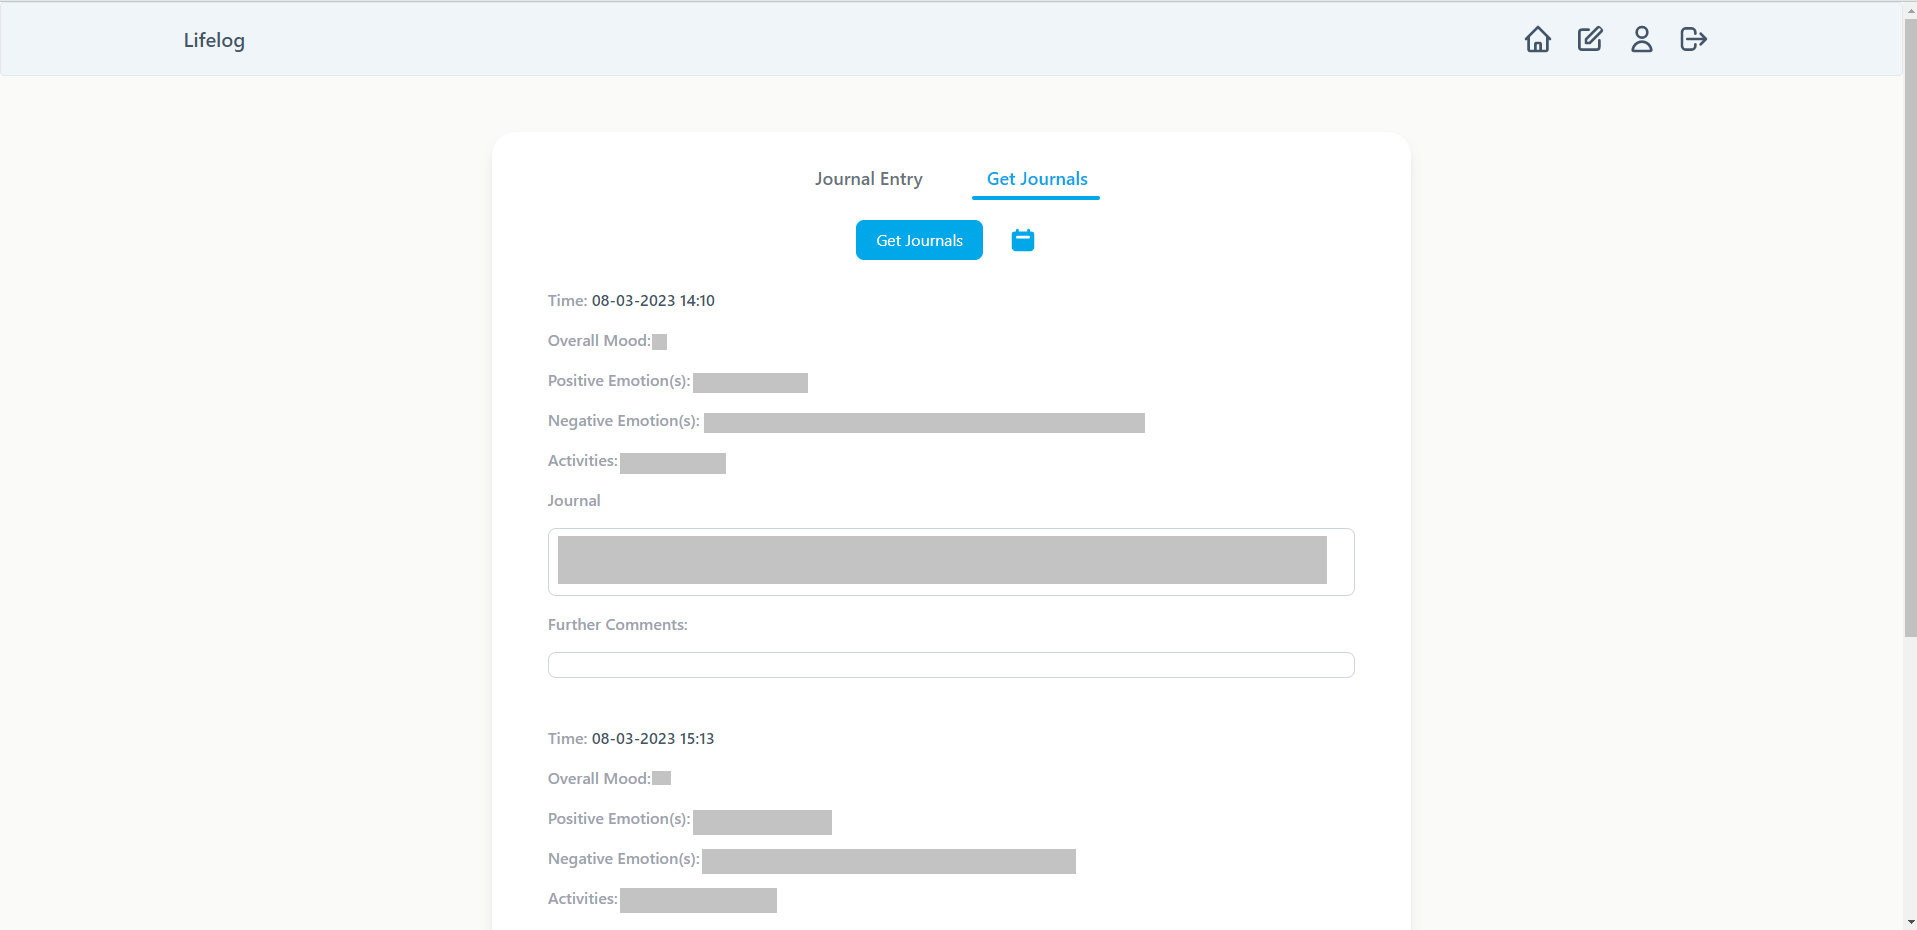 Lifelog
Journal Entry
Get Journals
Get Journals
Time: 08-03-2023 14:10
Overall Mood:
Positive Emotion(s):
Negative Emotion(s):
Activities:
Journal
Further Comments:
Time: 08-03-2023 15:13
Overall Mood:
Positive Emotion(s):
Negative Emotion(s):
Activities: